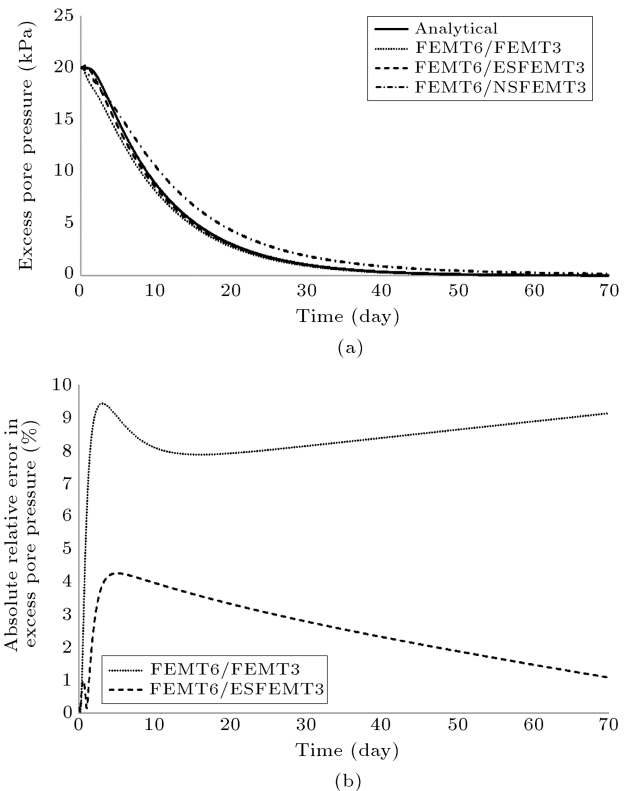 25
20
15
10
5
0
Excess pore pressure (kPa)
Analytical
FEMT6/FEMT3
FEMT6/ESFEMT3
FEMT6/NSFEMT3
0 10 20 30 40 50 60 70
Time (day)
(a)
10
9
8
7
6
5
4
3
2
1
0
Absolute relative error in
excess pore pressure (%)
FEMT6/FEMT3
FEMT6/ESFEMT3
0 10 20 30 40 50 60 70
Time (day)
(b)